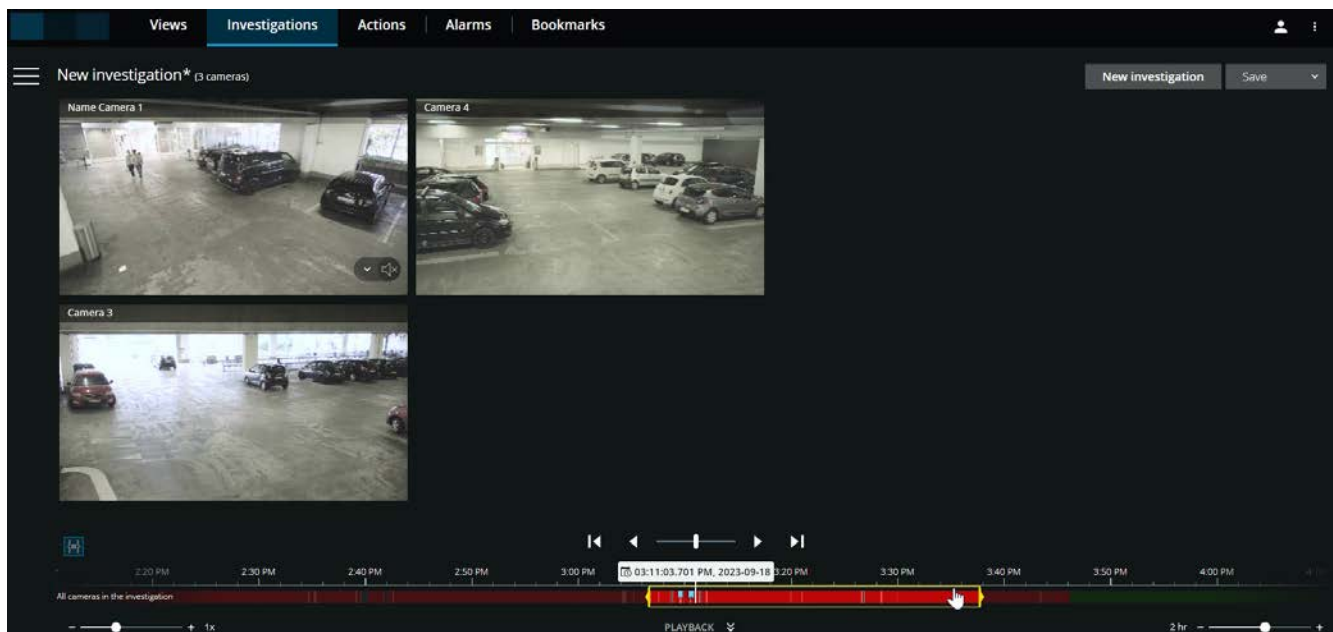 Views Investigations Actions Alarms Bookmarks
New investigation* (3 cameras) New investigation Save
Name Camera 1 Camera 4
Camera 3
2:20 PM 2:30 PM 2:40 PM 2:50 PM 3:00 PM 03:11:03.701 PM, 2023-09-18 3:20 PM 3:30 PM 3:40 PM 3:50 PM 4:00 PM
All cameras in the investigation
- + 1x PLAYBACK 2 hr - +